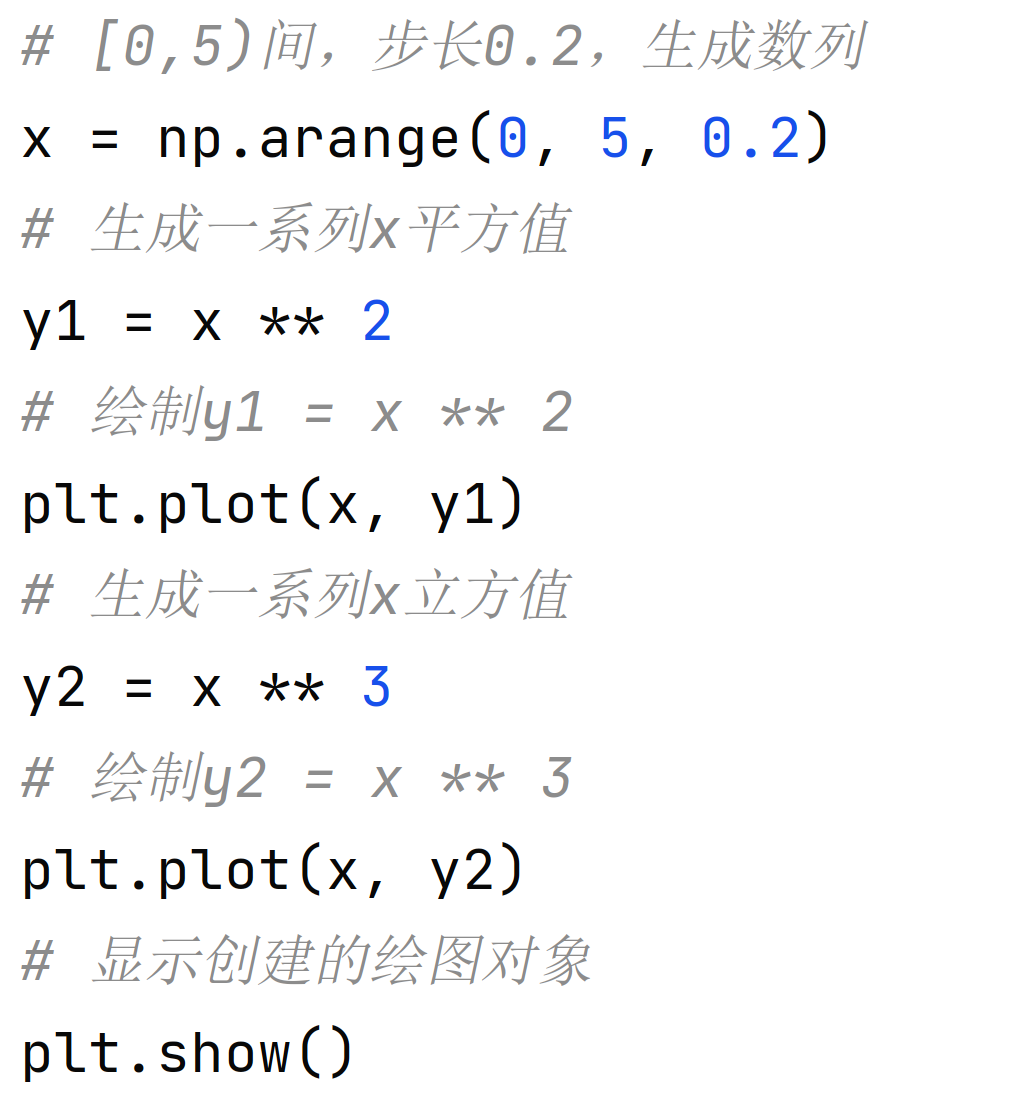 # [0,5)间，步长0.2，生成数列
x = np.arange(0, 5, 0.2)
# 生成一系列x平方值
y1 = x ** 2
# 绘制y1 = x ** 2
plt.plot(x, y1)
# 生成一系列x立方值
y2 = x ** 3
# 绘制y2 = x ** 3
plt.plot(x, y2)
# 显示创建的绘图对象
plt.show()